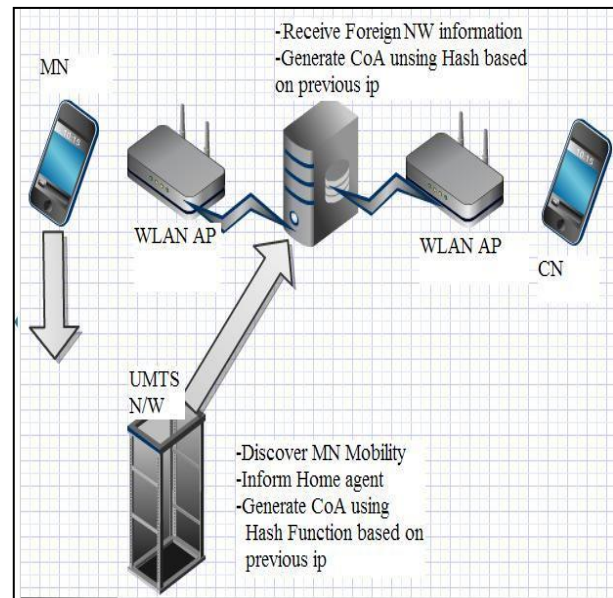 -Receive Foreign NW information
-Generate CoA unsing Hash based
on previous ip
MN
WLAN AP
WLAN AP
CN
UMTS
N/W
-Discover MN Mobility
-Inform Home agent
-Generate CoA using
Hash Function based on
previous ip